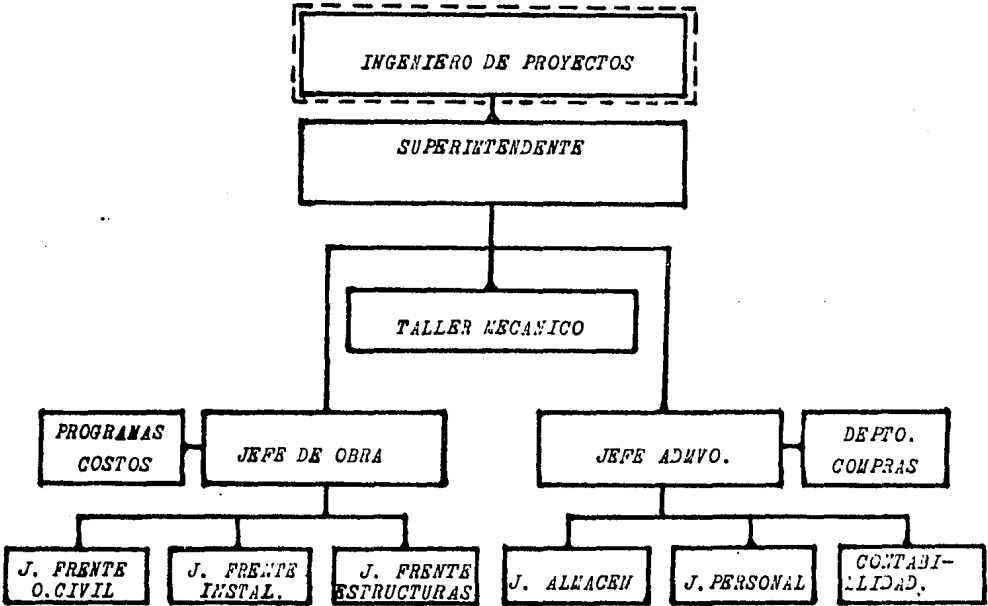 INGENIERO DE PROYECTOS
SUPERINTENDENTE
TALLER MECANICO
PROGRAMAS
COSTOS
JEFE DE OBRA
JEFE ADMVO.
DEPTO.
COMPRAS
J. FRENTE
O.CIVIL
J. FRENTE
INSTAL.
J. FRENTE
ESTRUCTURAS
J. ALMACEN
J.PERSONAL
CONTABI-
LIDAD.